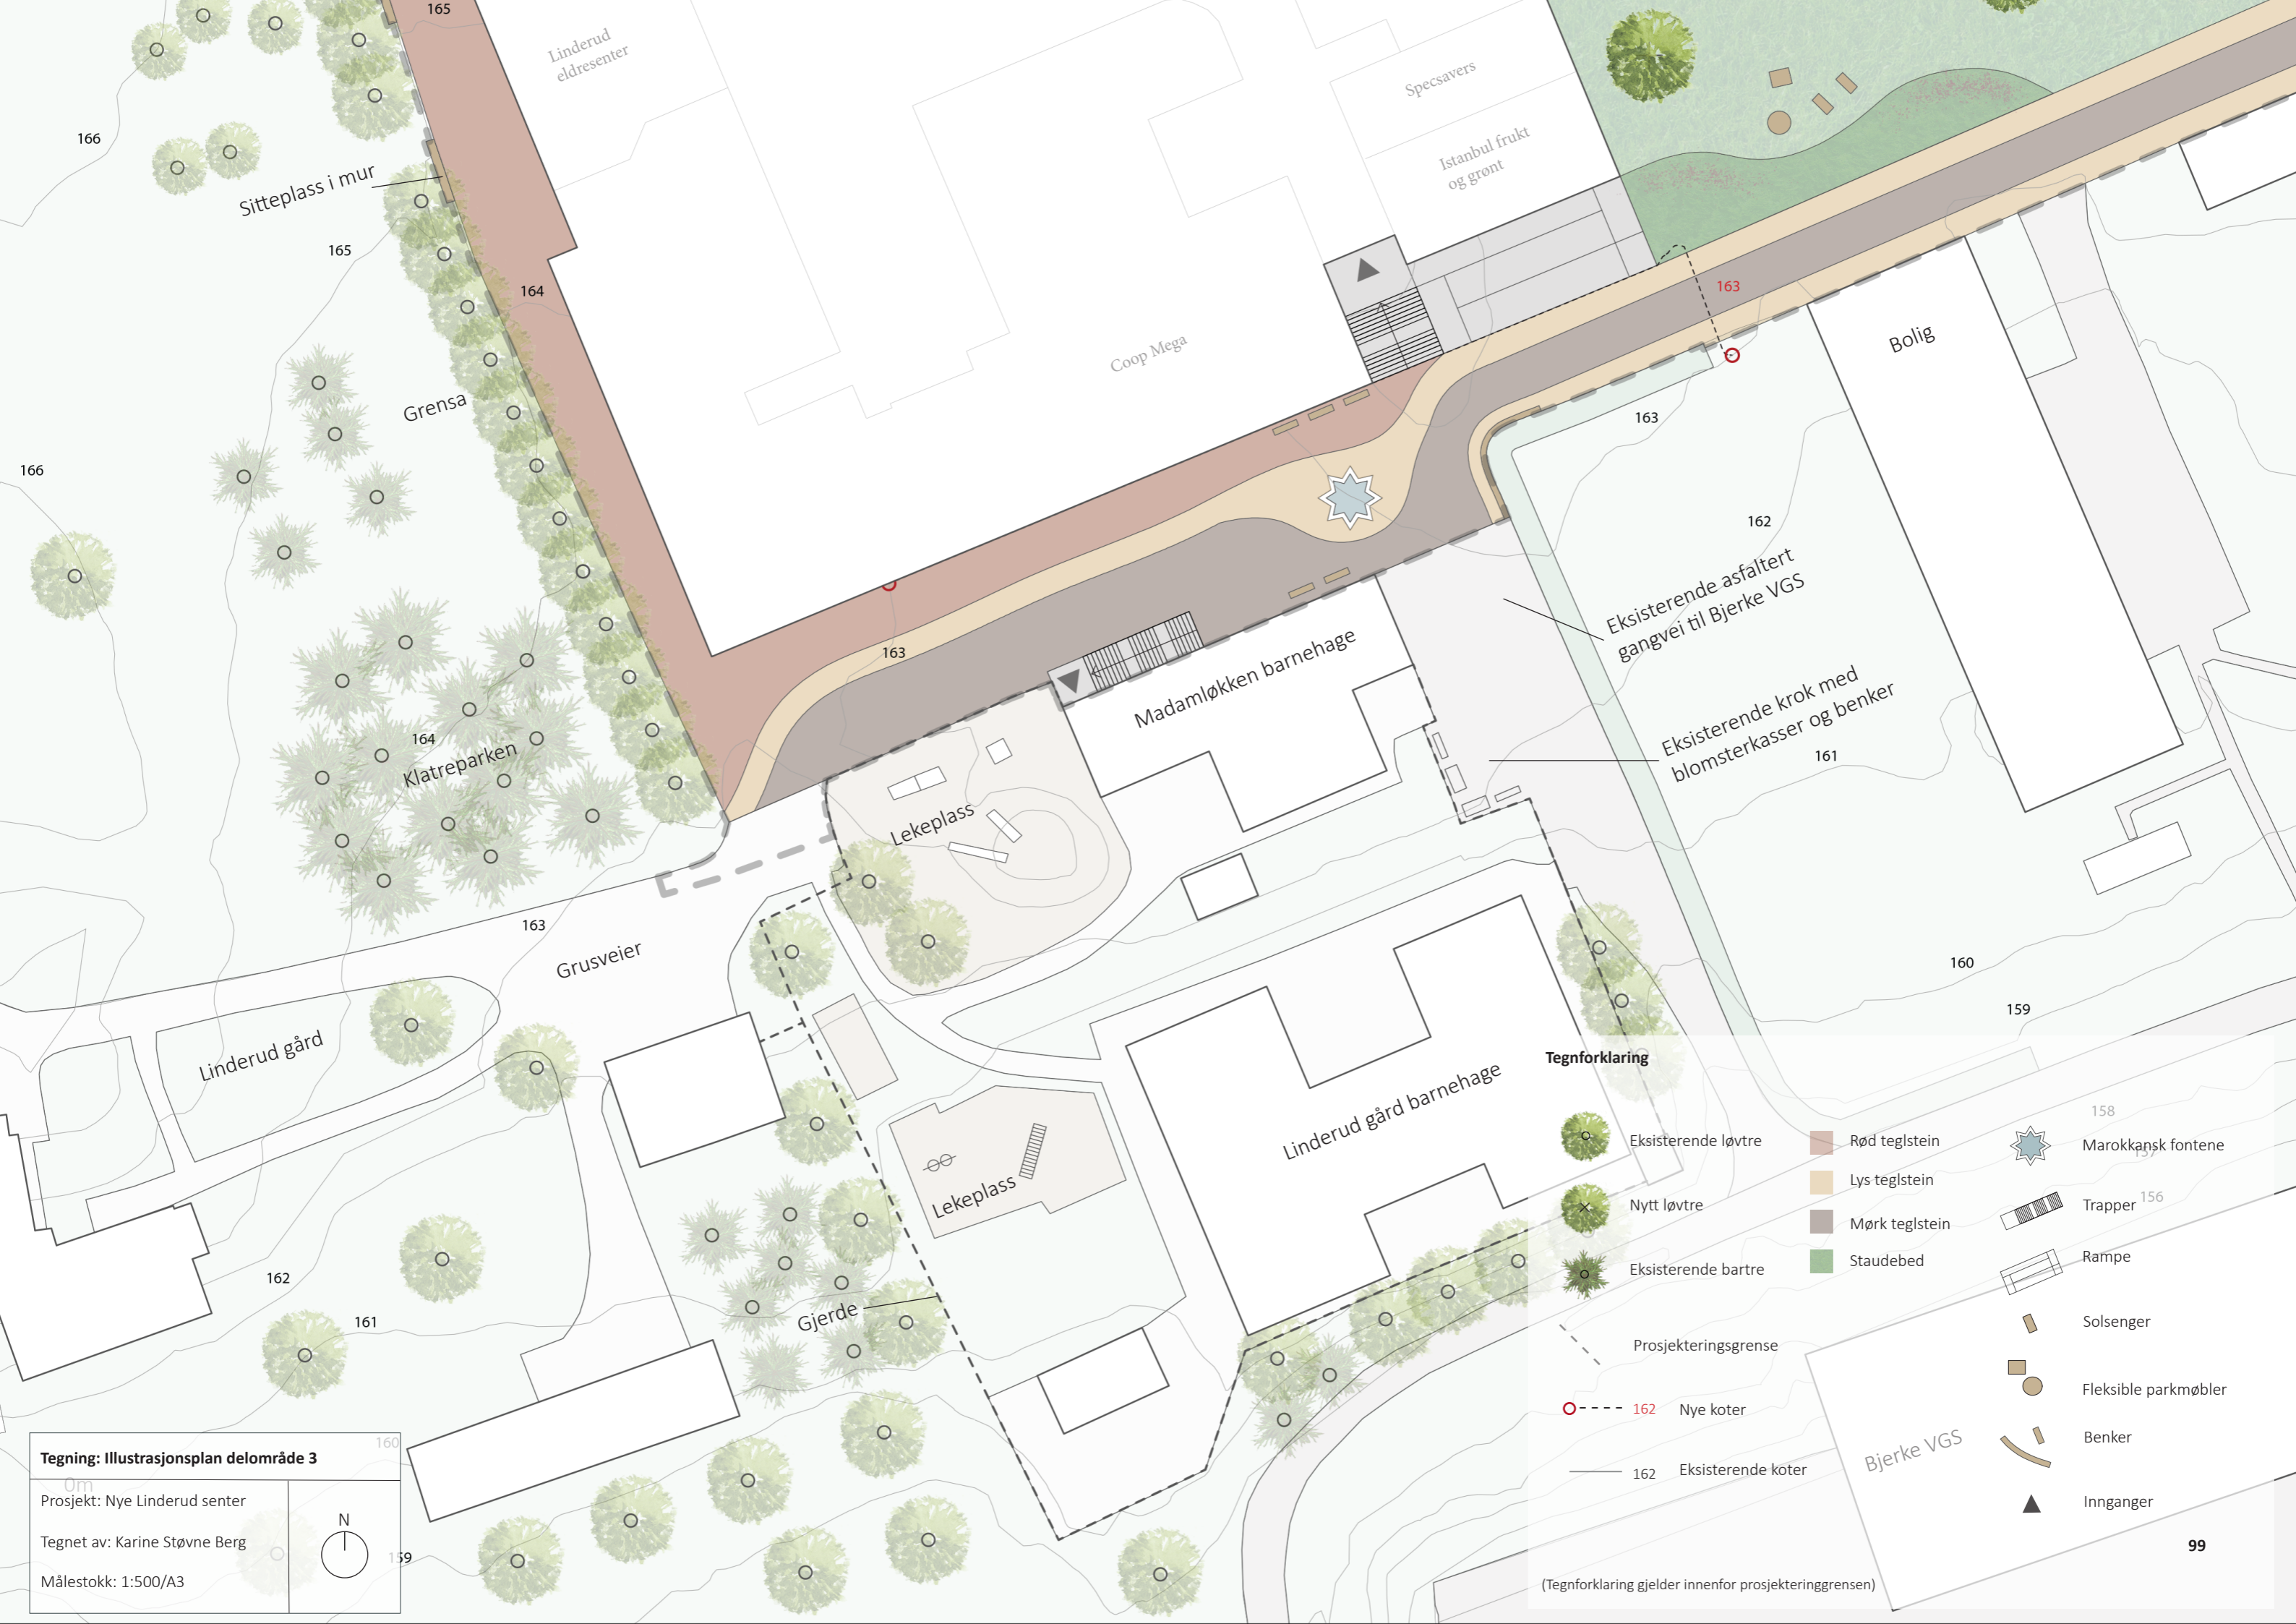 165
Linderud
eldresenter
Specsavers
166
Istanbul frukt
og grønt
Sitteplass i mur
165
164
163
Bolig
Coop Mega
Grensa
163
166
162
Eksisterende asfaltert
gangvei til Bjerke VGS
163
Madamløkken barnehage
Eksisterende krok med
blomsterkasser og benker
164
Klatreparken
161
Lekeplass
163
Grusveier
160
159
Linderud gård
Linderud gård barnehage
Lekeplass
162
161
Gjerde
160
0m
159
158
157
156
Bjerke VGS
Tegnforklaring
Eksisterende løvtre
Nytt løvtre
Eksisterende bartre
Prosjekteringsgrense
162 Nye koter
162 Eksisterende koter
Rød teglstein
Lys teglstein
Mørk teglstein
Staudebed
Marokkansk fontene
Trapper
Rampe
Solsenger
Fleksible parkmøbler
Benker
Innganger
99
(Tegnforklaring gjelder innenfor prosjekteringgrensen)
Tegning: Illustrasjonsplan delområde 3
Prosjekt: Nye Linderud senter
Tegnet av: Karine Støvne Berg
Målestokk: 1:500/A3
N